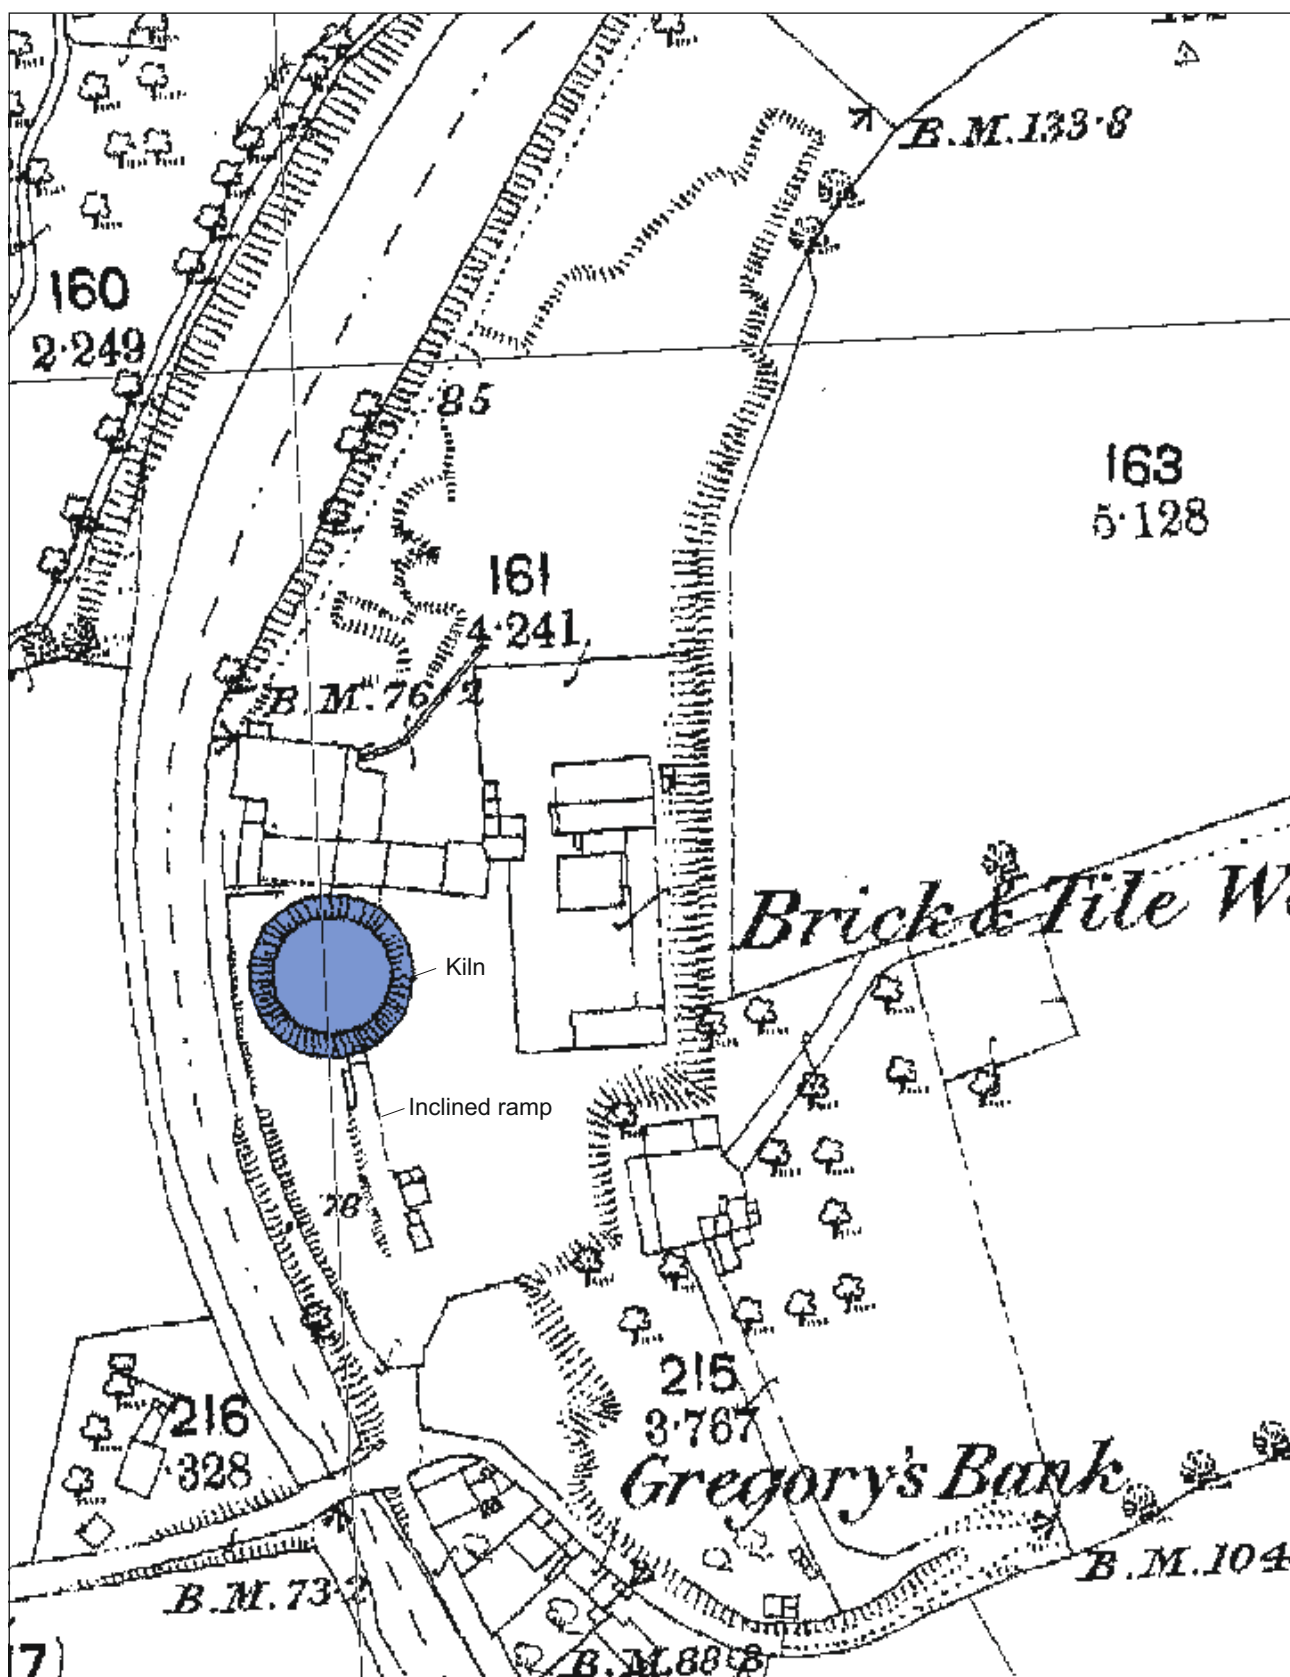 B.M.133·8
160
2·249
85
163
5·128
161
4·241
B.M.76·2
Brick & Tile W
Kiln
Inclined ramp
76
215
3·767
216
·328
Gregory's Bank
B.M.73·
B.M.104
B.M.88·8
7)